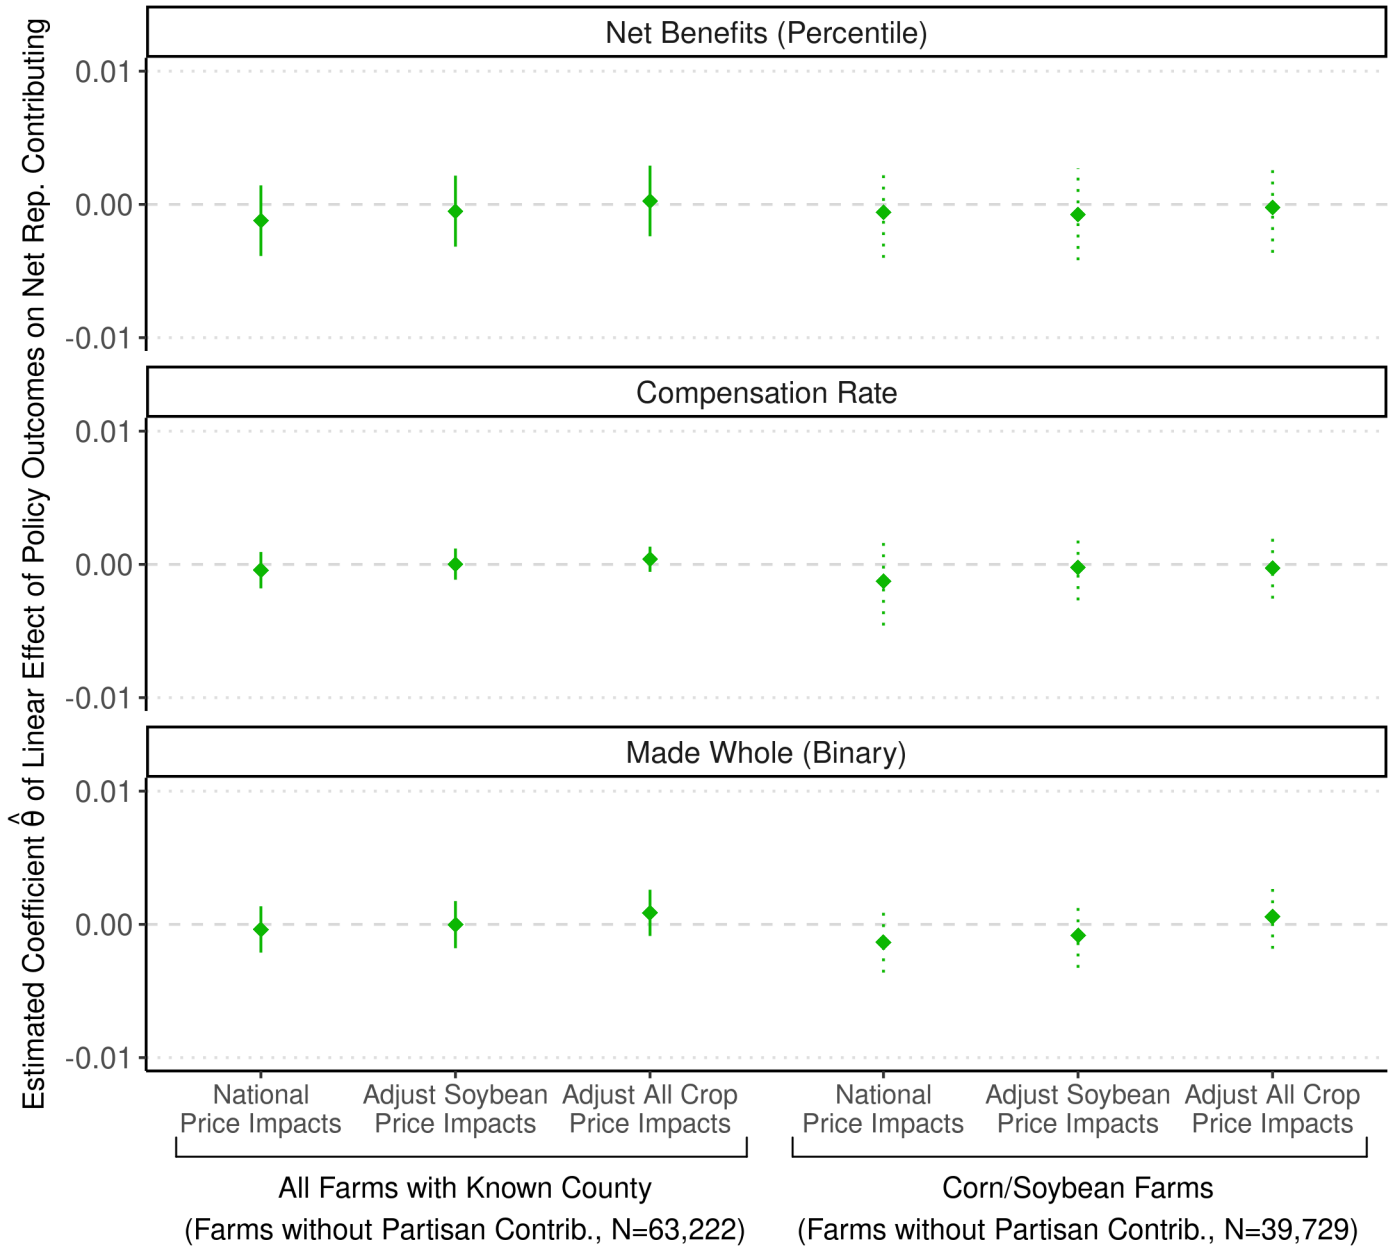 Estimated Coefficient θ̂ of Linear Effect of Policy Outcomes on Net Rep. Contributing
Net Benefits (Percentile)
0.01
0.00
-0.01
Compensation Rate
0.01
0.00
-0.01
Made Whole (Binary)
0.01
0.00
-0.01
National Adjust Soybean Adjust All Crop National Adjust Soybean Adjust All Crop
Price Impacts Price Impacts Price Impacts Price Impacts Price Impacts Price Impacts
All Farms with Known County Corn/Soybean Farms
(Farms without Partisan Contrib., N=63,222) (Farms without Partisan Contrib., N=39,729)